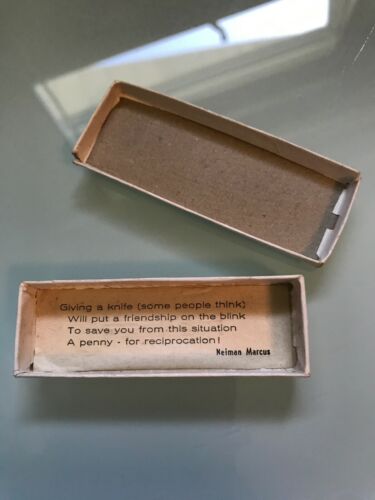 Giving a knife (some people think)
Will put a friendship on the blink
To save you from this situation
A penny - for reciprocation!
Neiman Marcus